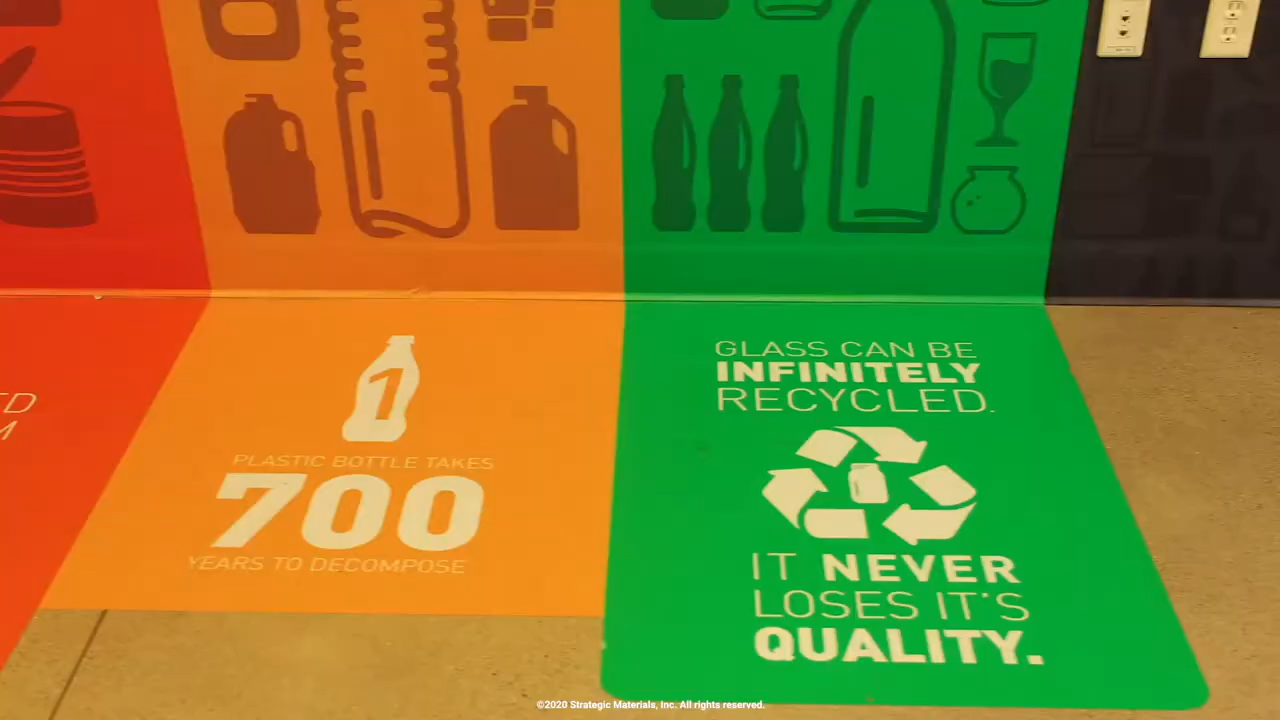 1
PLASTIC BOTTLE TAKES
700
YEARS TO DECOMPOSE
GLASS CAN BE
INFINITELY
RECYCLED.
IT NEVER
LOSES IT'S
QUALITY.
©2020 Strategic Materials, Inc. All rights reserved.